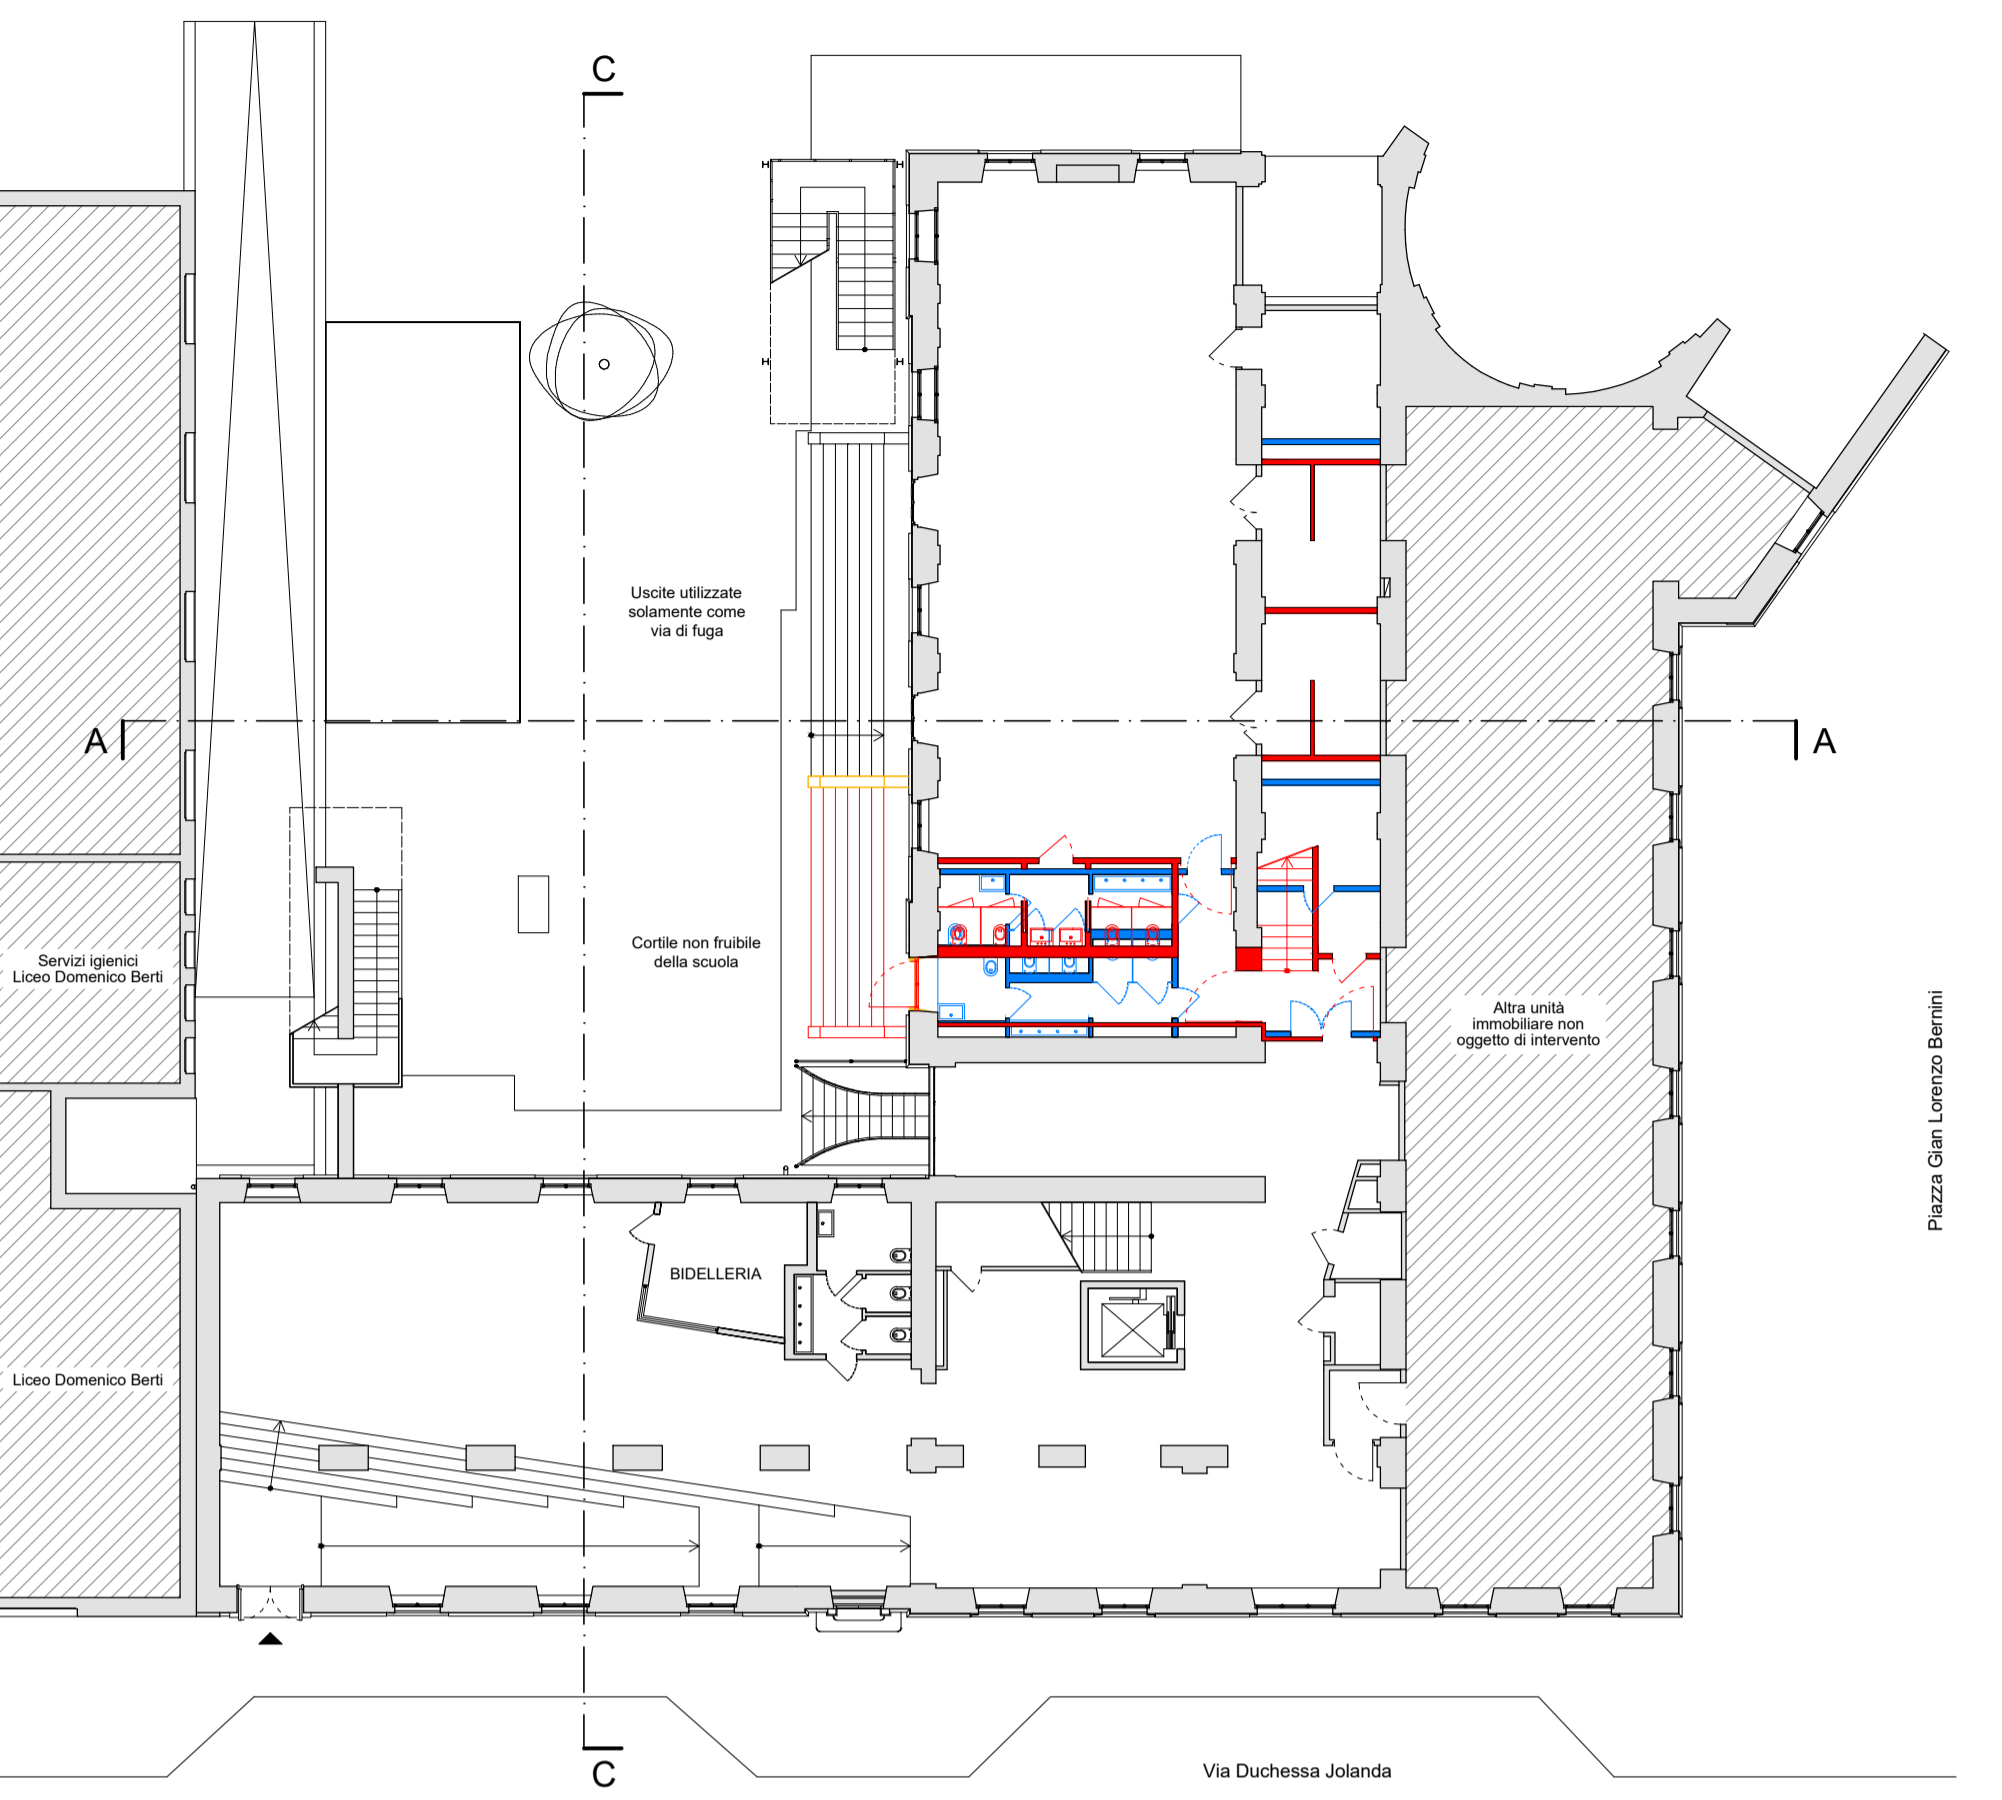 C
Uscite utilizzate
solamente come
via di fuga
A
A
Cortile non fruibile
della scuola
Servizi igienici
Liceo Domenico Berti
Altra unità
immobiliare non
oggetto di intervento
Piazza Gian Lorenzo Bernini
BIDELLERIA
Liceo Domenico Berti
C
Via Duchessa Jolanda